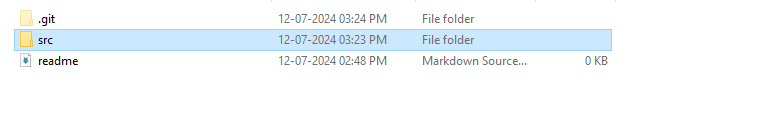 .git 12-07-2024 03:24 PM File folder
src 12-07-2024 03:23 PM File folder
readme 12-07-2024 02:48 PM Markdown Source... 0 KB